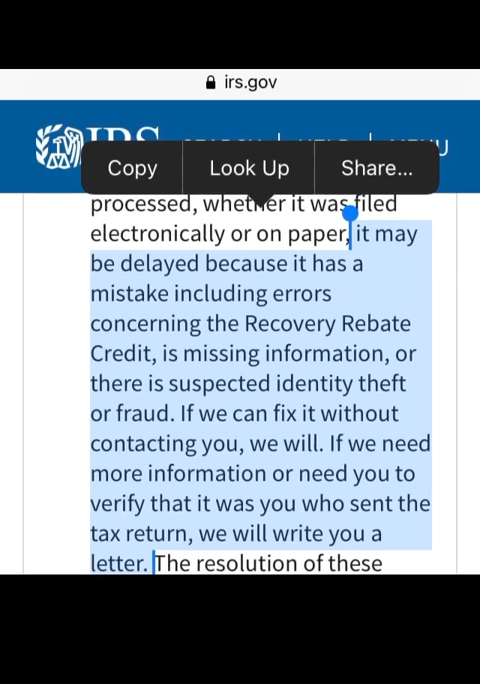 irs.gov
IRS
SEARCH | HELP | MENU
Copy
Look Up
Share...
processed, whether it was filed
electronically or on paper, it may
be delayed because it has a
mistake including errors
concerning the Recovery Rebate
Credit, is missing information, or
there is suspected identity theft
or fraud. If we can fix it without
contacting you, we will. If we need
more information or need you to
verify that it was you who sent the
tax return, we will write you a
letter. The resolution of these